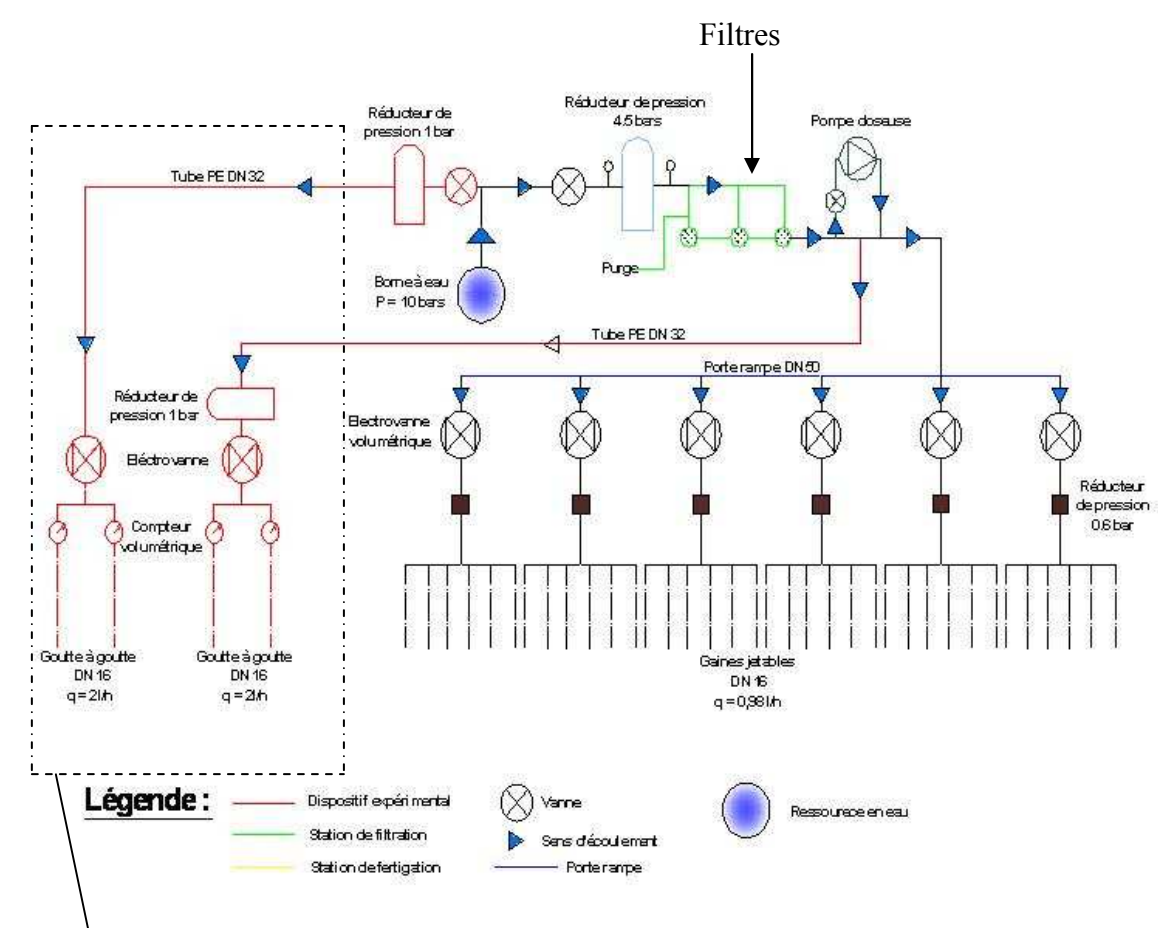 Filtres
Réducteur de
pression 1 bar
Réducteur de pression
4.5 bars
Pompe doseuse
Tube PE DN 32
Borne à eau
P = 10 bars
Purge
Tube PE DN 32
Porte rampe DN 50
Réducteur de
pression 1 bar
Electrovanne
volumétrique
Eléctrovanne
Réducteur
de pression
0.6 bar
Compteur
volumétrique
Goutte à goutte
DN 16
q = 2l/h
Goutte à goutte
DN 16
q = 2l/h
Gaines jetables
DN 16
q = 0,98 l/h
Légende :
Dispositif expérimental
Vanne
Ressourece en eau
Station de filtration
Sens d'écoulement
Station de fertigation
Porte rampe